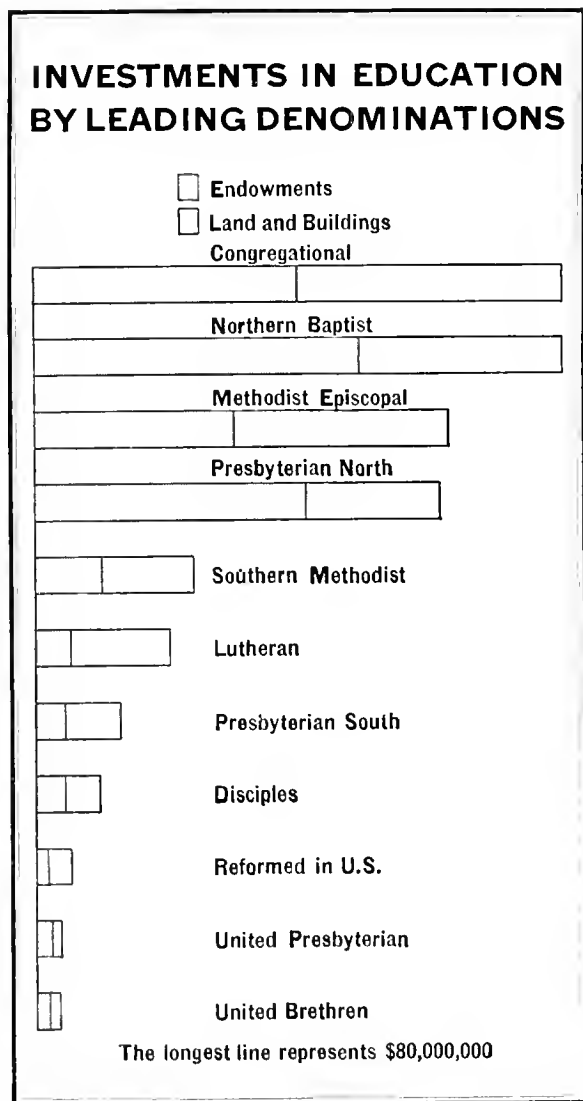 INVESTMENTS IN EDUCATION
BY LEADING DENOMINATIONS
Endowments
Land and Buildings
Congregational
Northern Baptist
Methodist Episcopal
Presbyterian North
Southern Methodist
Lutheran
Presbyterian South
Disciples
Reformed in U.S.
United Presbyterian
United Brethren
The longest line represents $80,000,000